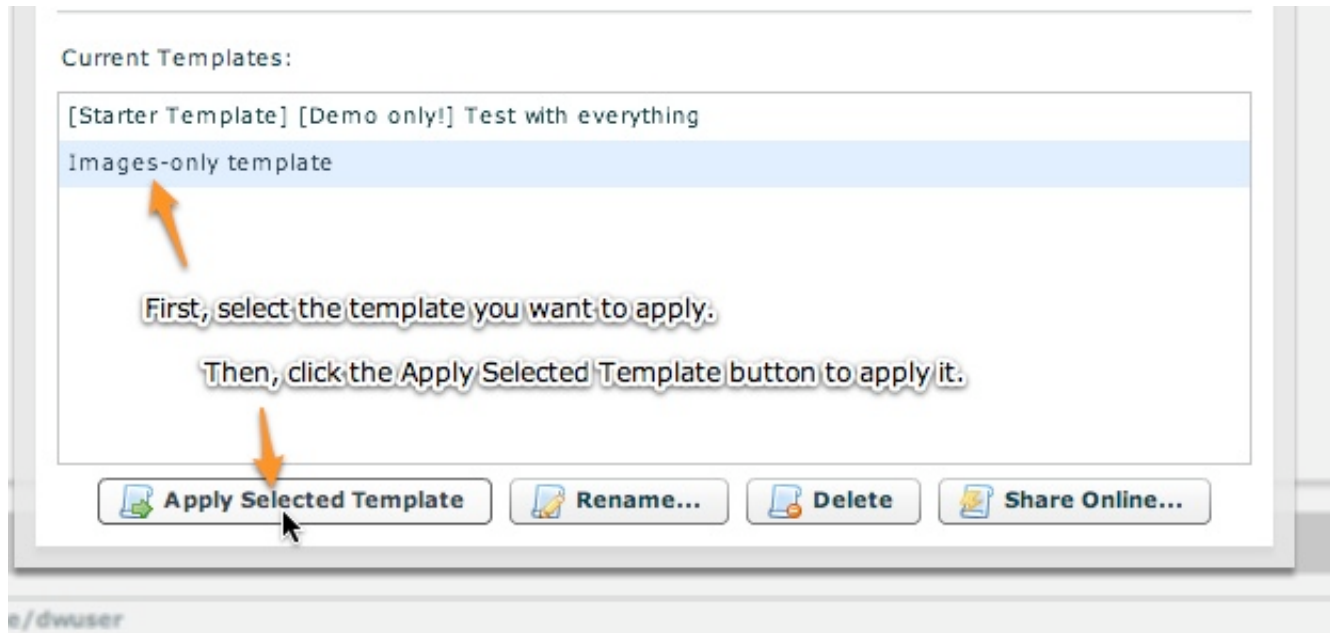 Current Templates:
[Starter Template] [Demo only!] Test with everything
Images-only template
First, select the template you want to apply.
Then, click the Apply Selected Template button to apply it.
Apply Selected Template Rename... Delete Share Online...
e/dwuser